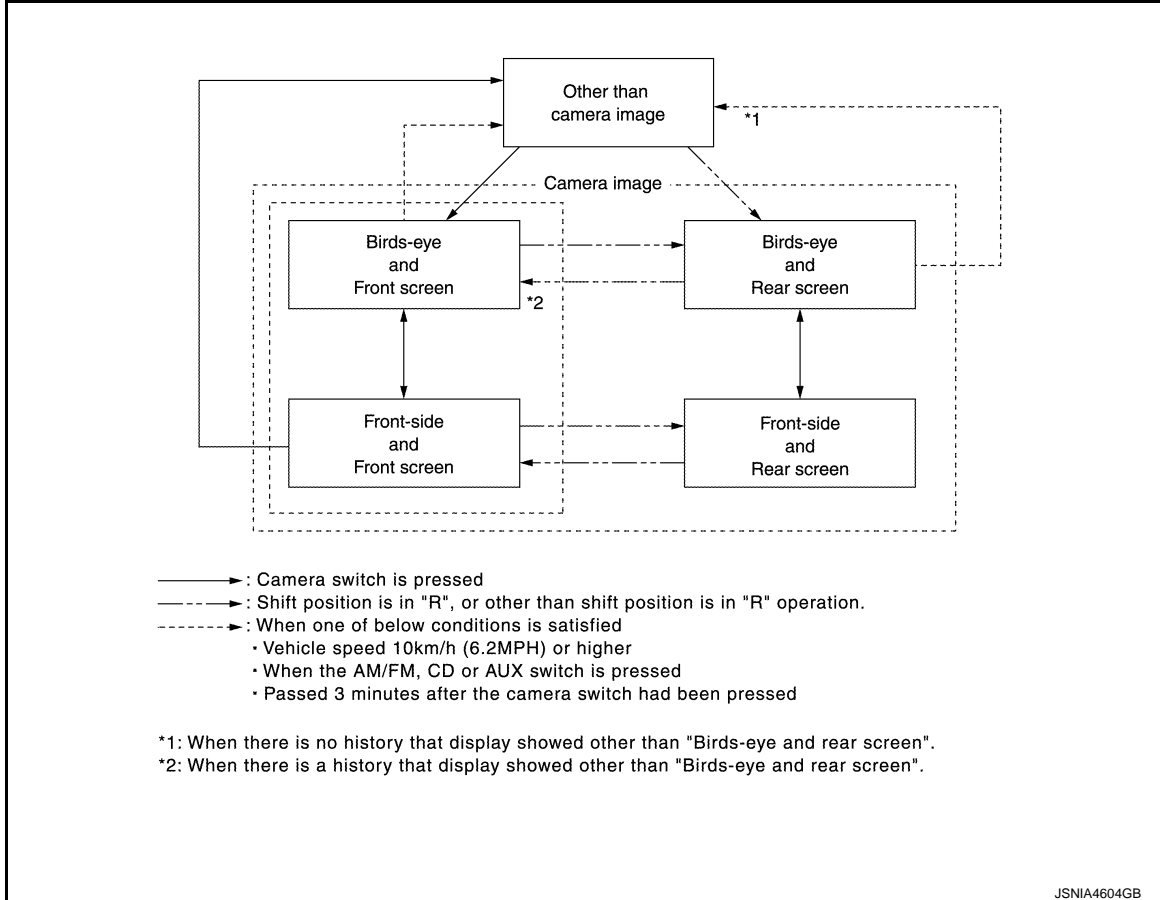 Other than
camera image
*1
Camera image
Birds-eye
and
Front screen
Birds-eye
and
Rear screen
*2
Front-side
and
Front screen
Front-side
and
Rear screen
: Camera switch is pressed
: Shift position is in "R", or other than shift position is in "R" operation.
: When one of below conditions is satisfied
・Vehicle speed 10km/h (6.2MPH) or higher
・When the AM/FM, CD or AUX switch is pressed
・Passed 3 minutes after the camera switch had been pressed
*1: When there is no history that display showed other than "Birds-eye and rear screen".
*2: When there is a history that display showed other than "Birds-eye and rear screen".
JSNIA4604GB